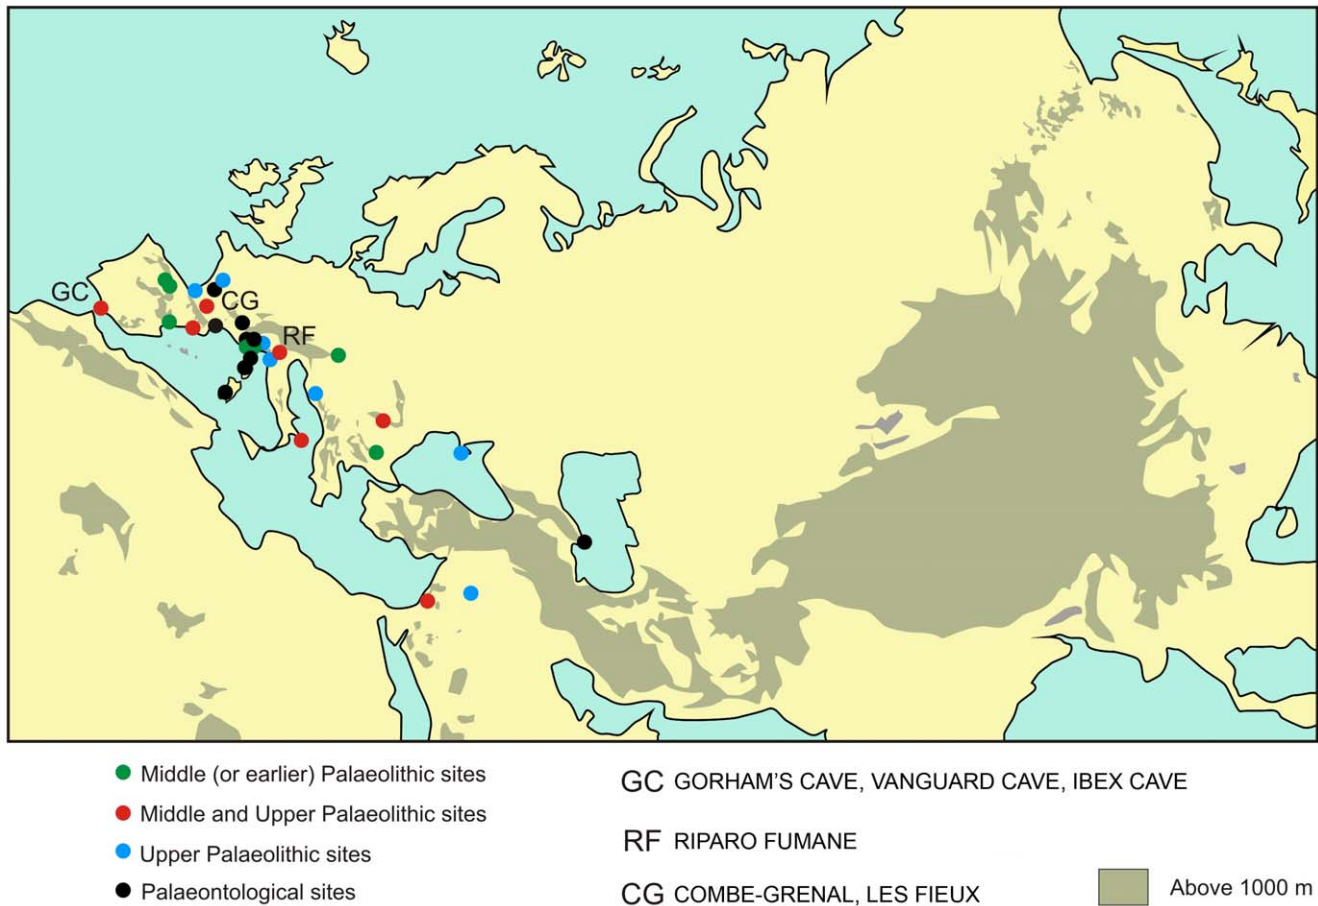 GC
CG
RF
Middle (or earlier) Palaeolithic sites
Middle and Upper Palaeolithic sites
Upper Palaeolithic sites
Palaeontological sites
GC GORHAM'S CAVE, VANGUARD CAVE, IBEX CAVE
RF RIPARO FUMANE
CG COMBE-GRENAL, LES FIEUX
Above 1000 m